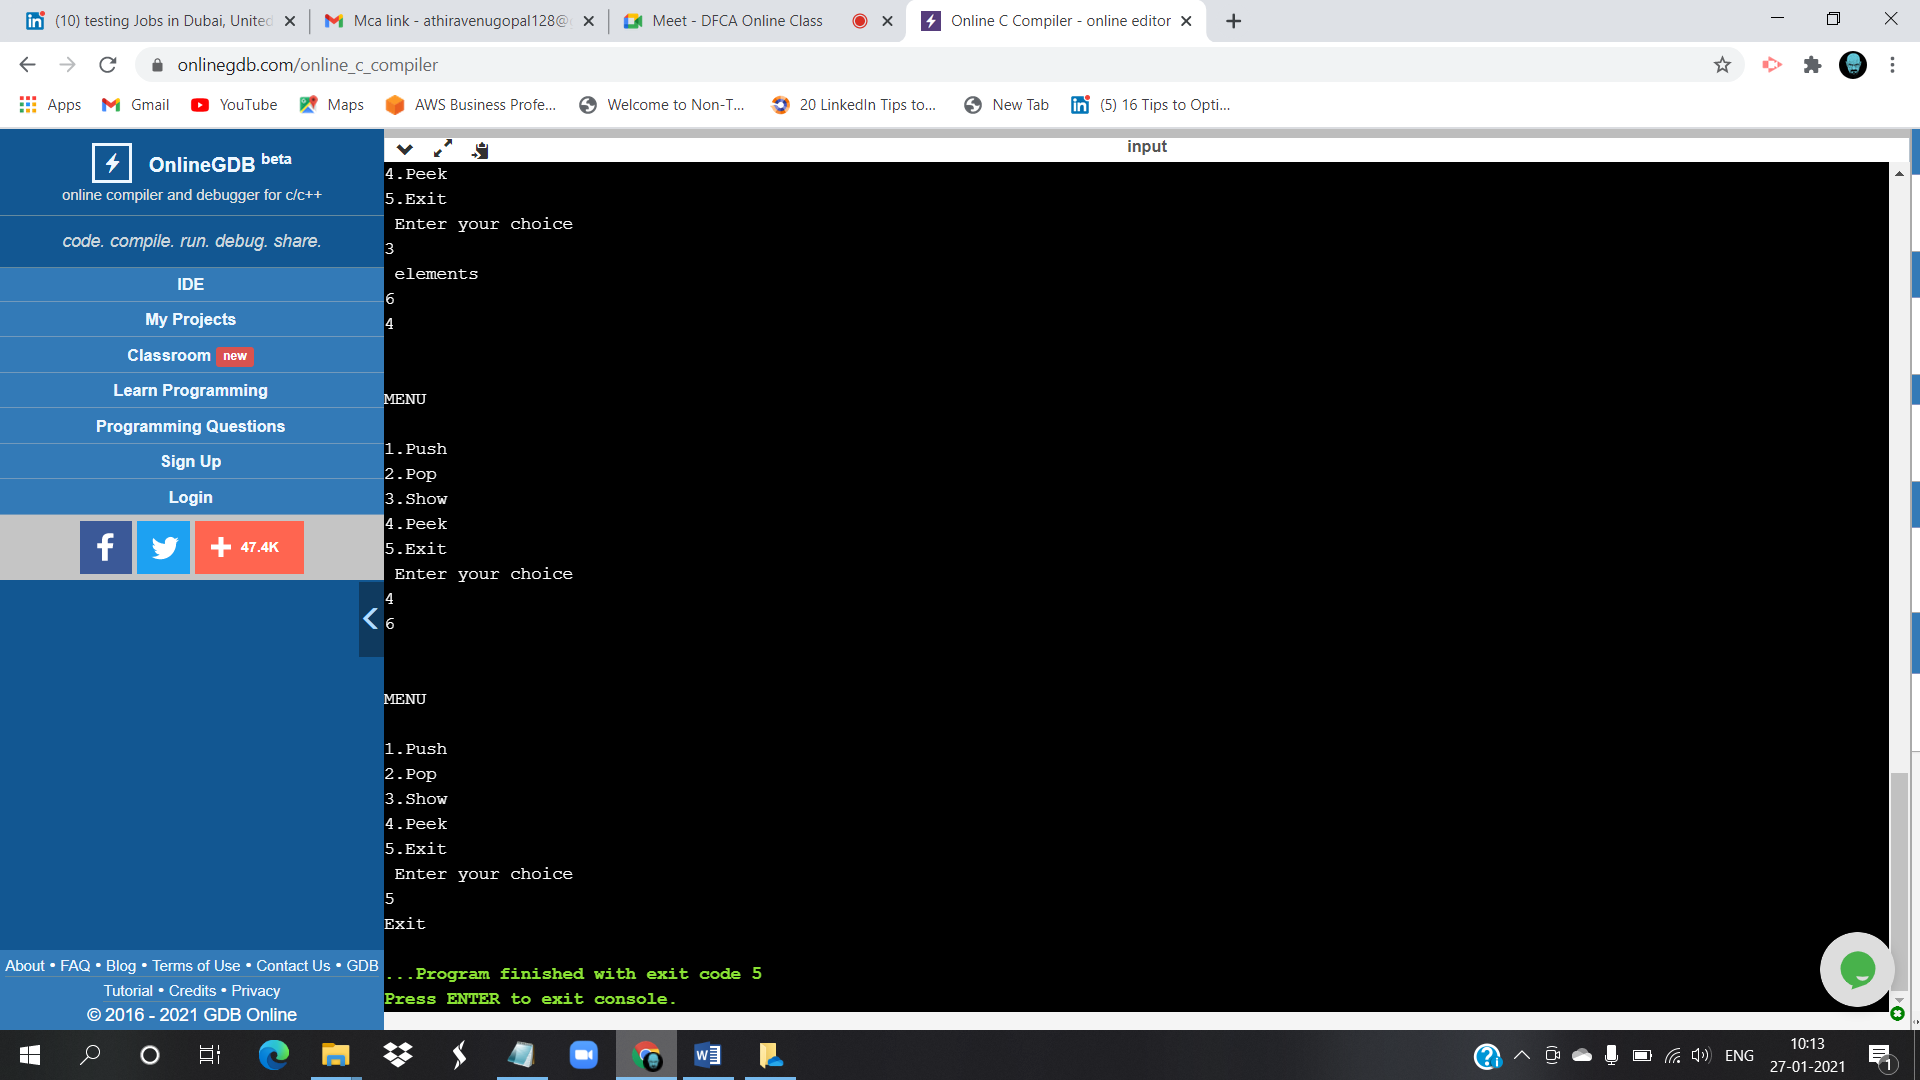 (10) testing Jobs in Dubai, United
Mca link - athiravenugopal128@
Meet - DFCA Online Class
Online C Compiler - online editor
onlinegdb.com/online_c_compiler
Apps
Gmail
YouTube
Maps
AWS Business Profe...
Welcome to Non-T...
20 LinkedIn Tips to...
New Tab
(5) 16 Tips to Opti...
OnlineGDB beta
online compiler and debugger for c/c++
code. compile. run. debug. share.
IDE
My Projects
Classroom new
Learn Programming
Programming Questions
Sign Up
Login
47.4K
About • FAQ • Blog • Terms of Use • Contact Us • GDB
Tutorial • Credits • Privacy
© 2016 - 2021 GDB Online
input
4.Peek
5.Exit
Enter your choice
3
elements
6
4
MENU
1.Push
2.Pop
3.Show
4.Peek
5.Exit
Enter your choice
4
6
MENU
1.Push
2.Pop
3.Show
4.Peek
5.Exit
Enter your choice
5
Exit
...Program finished with exit code 5
Press ENTER to exit console.
ENG
10:13
27-01-2021
1